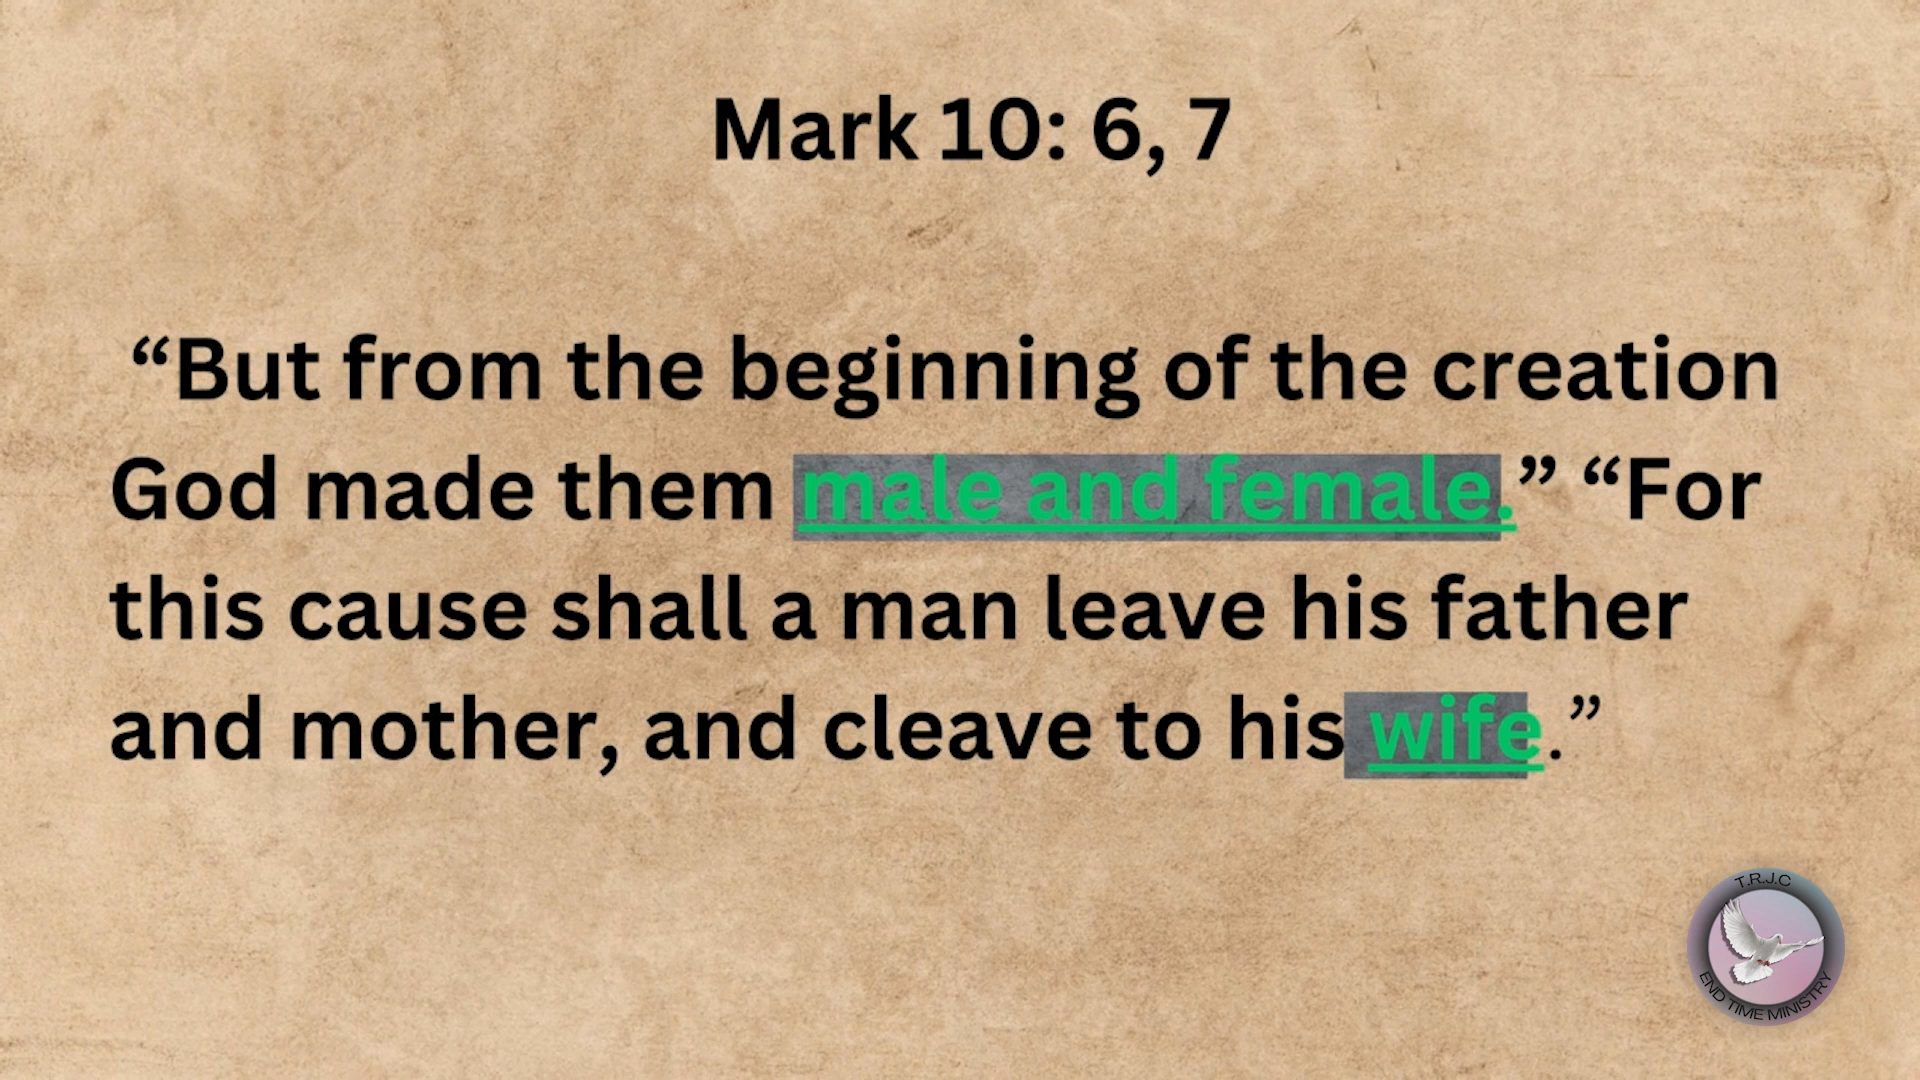 Mark 10: 6, 7
“But from the beginning of the creation
God made them male and female.” “For
this cause shall a man leave his father
and mother, and cleave to his wife.”
T.R.J.C
END TIME MINISTRY